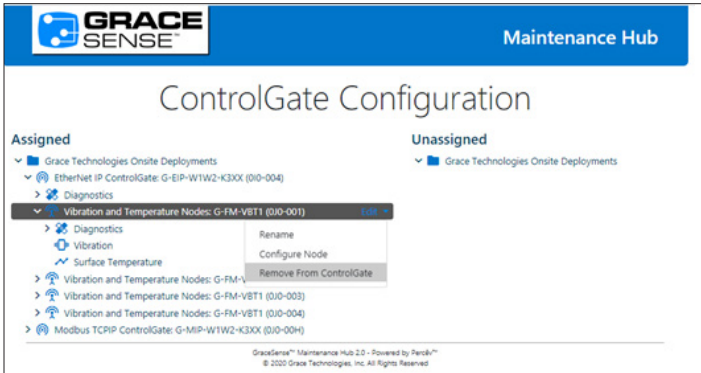 GRACE
SENSE™
Maintenance Hub
ControlGate Configuration
Assigned
Grace Technologies Onsite Deployments
EtherNet IP ControlGate: G-EIP-W1W2-K3XX (0I0-004)
Diagnostics
Vibration and Temperature Nodes: G-FM-VBT1 (0J0-001) Edit
Diagnostics
Vibration
Surface Temperature
Rename
Configure Node
Remove From ControlGate
Vibration and Temperature Nodes: G-FM-V
Vibration and Temperature Nodes: G-FM-VBT1 (0J0-003)
Vibration and Temperature Nodes: G-FM-VBT1 (0J0-004)
Modbus TCPIP ControlGate: G-MIP-W1W2-K3XX (0J0-00H)
Unassigned
Grace Technologies Onsite Deployments
GraceSense™ Maintenance Hub 2.0 - Powered by Percêv™
© 2020 Grace Technologies, Inc. All Rights Reserved